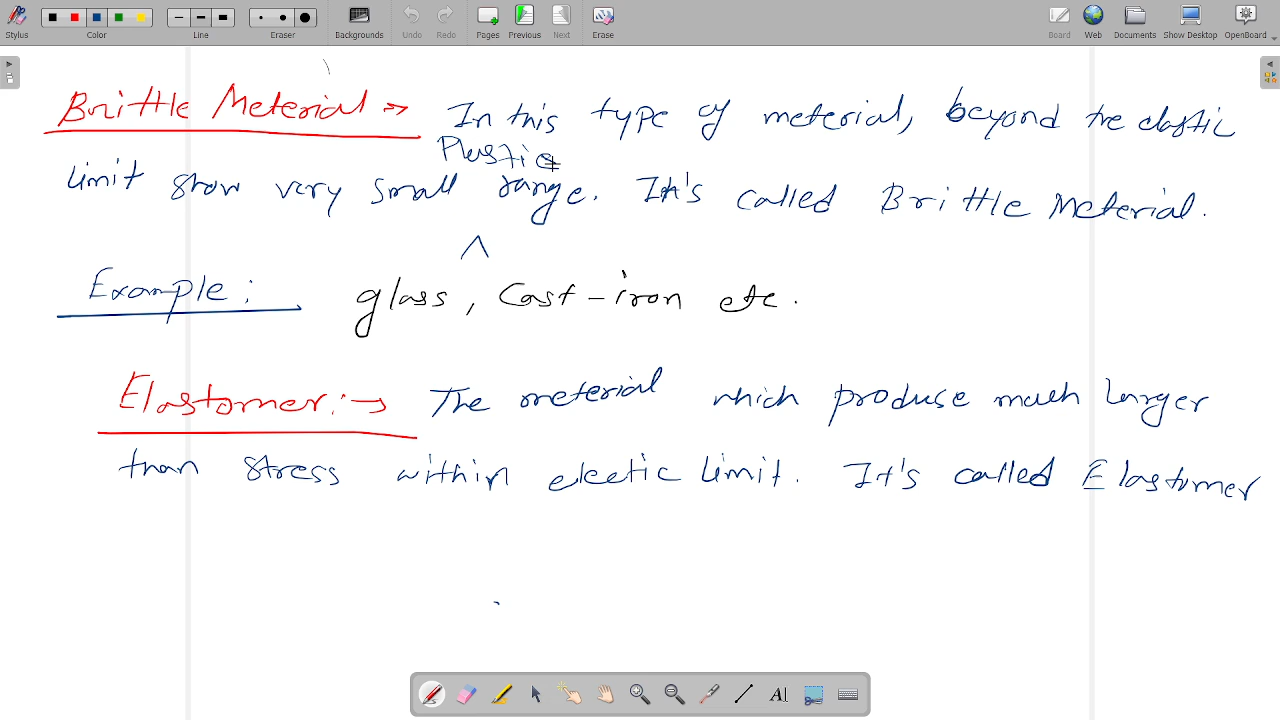 Stylus Color Line Eraser Backgrounds Undo Redo Pages Previous Next Erase Board Web Documents Show Desktop OpenBoard
Brittle Meterial → In this type of meterial, beyond the elastic
Plastic
limit show very small range. It's called Brittle Meterial.
^
Example: glass, Cast-iron etc.
Elastomer:→ The meterial which produce much larger
than stress within electic limit. It's called Elastomer
AI